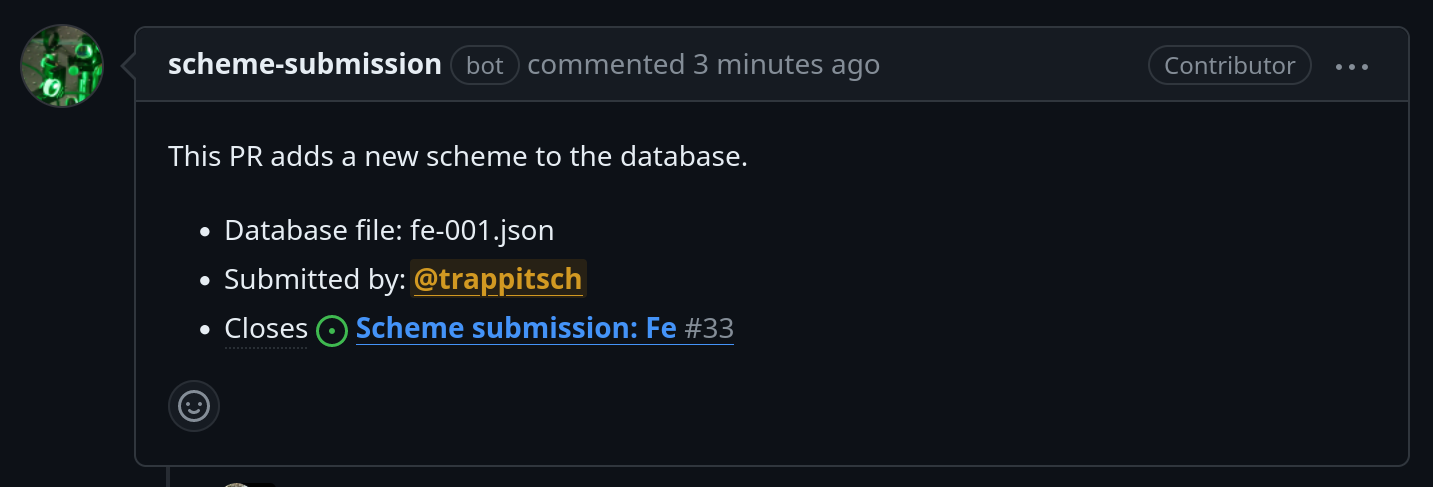 scheme-submission bot commented 3 minutes ago Contributor
This PR adds a new scheme to the database.
Database file: fe-001.json
Submitted by: @trappitsch
Closes Scheme submission: Fe #33